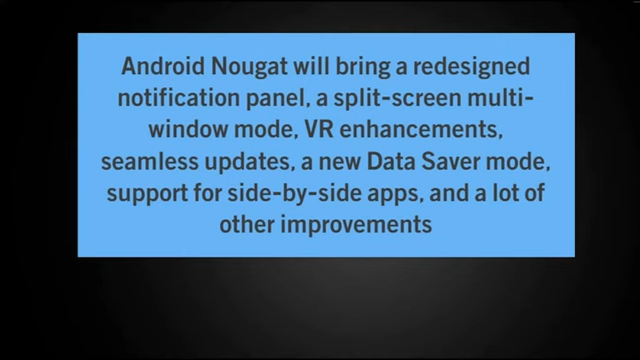 Android Nougat will bring a redesigned
notification panel, a split-screen multi-
window mode, VR enhancements,
seamless updates, a new Data Saver mode,
support for side-by-side apps, and a lot of
other improvements